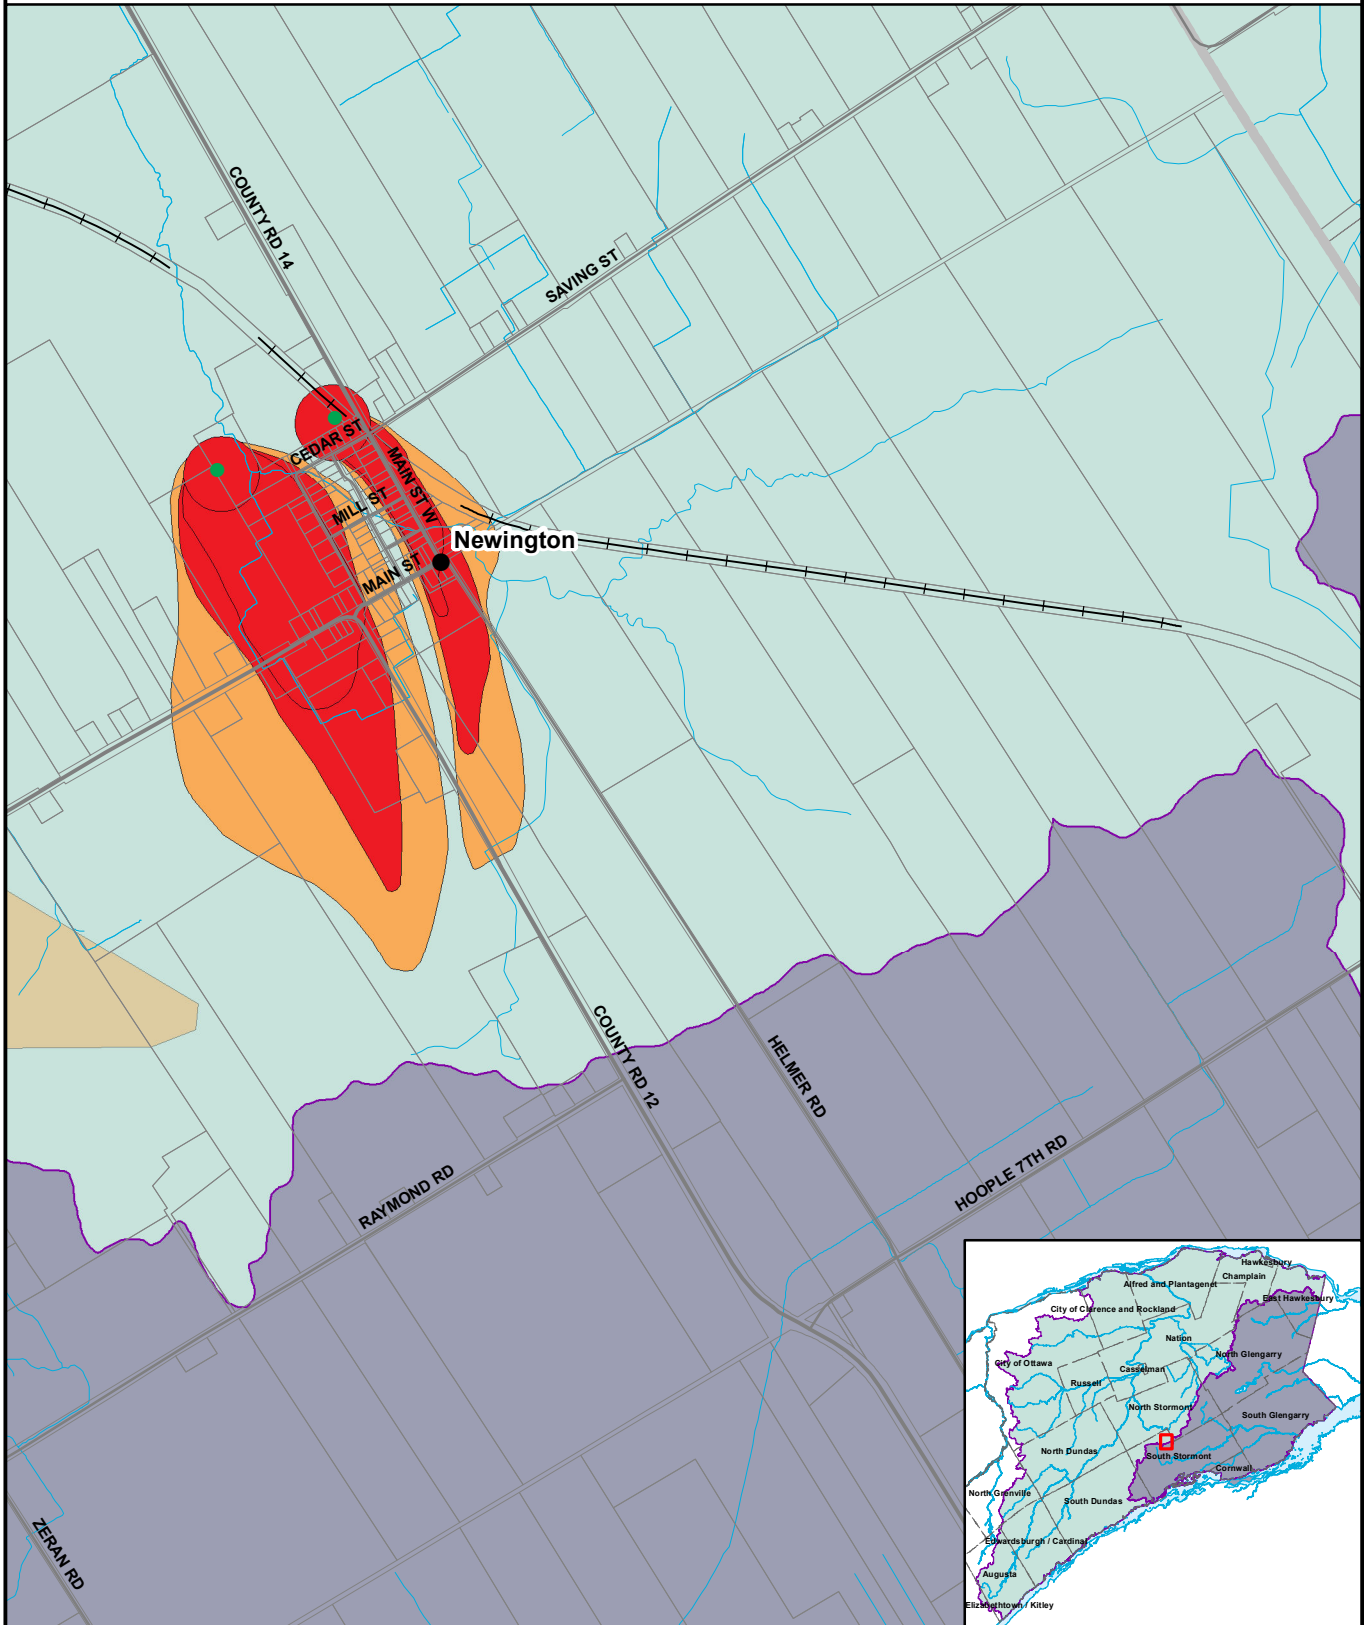 COUNTY RD 14
SAVING ST
CEDAR ST
MAIN ST W
MILL ST
Newington
MAIN ST
COUNTY RD 12
HELMER RD
HOOPLE 7TH RD
RAYMOND RD
ZERAN RD
Hawkesbury
Champlain
Alfred and Plantagenet
East Hawkesbury
City of Clarence and Rockland
Nation
North Glengarry
City of Ottawa
Casselman
Russell
North Stormont
South Glengarry
North Dundas
South Stormont
Cornwall
North Grenville
South Dundas
Edwardsburgh / Cardinal
Augusta
Elizabethtown / Kitley